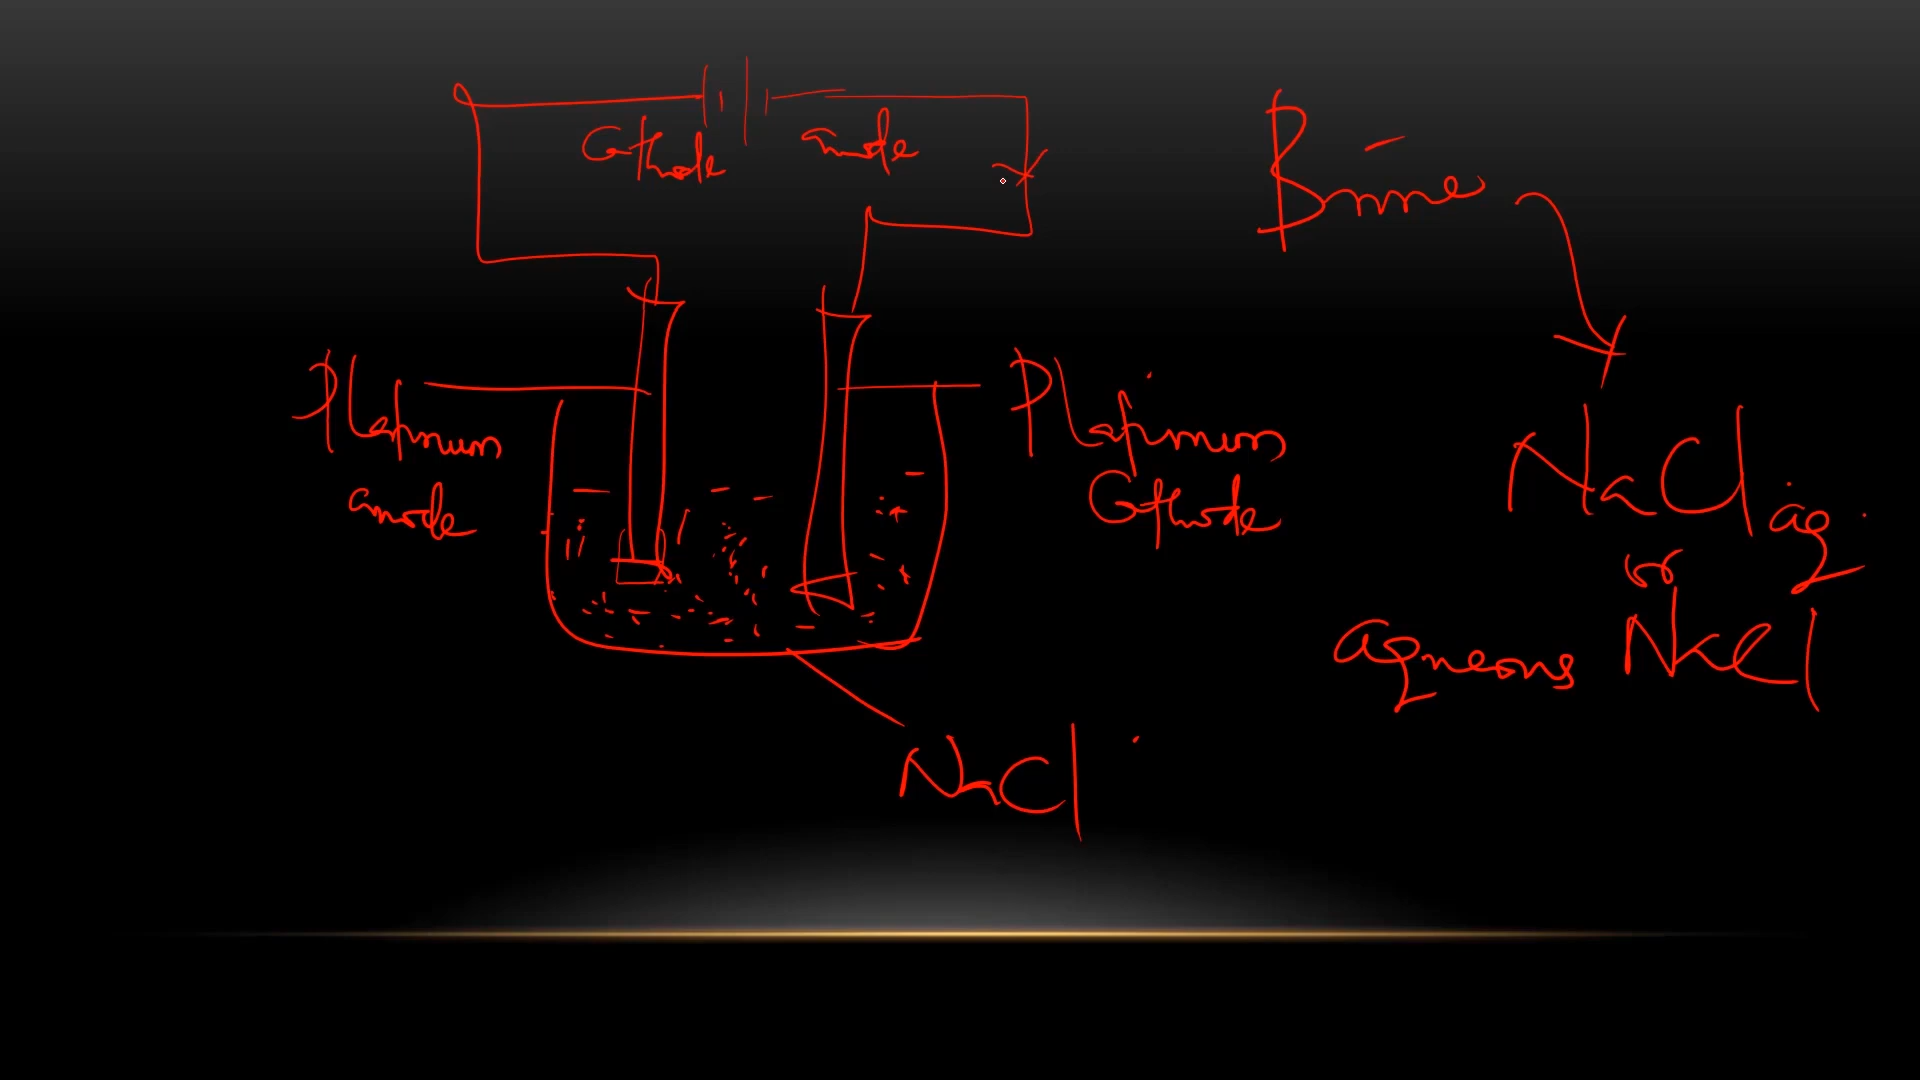 Cathode
anode
Brine
Platinum
anode
Platinum
Cathode
NaCl aq.
or
aqueous NaCl
NaCl